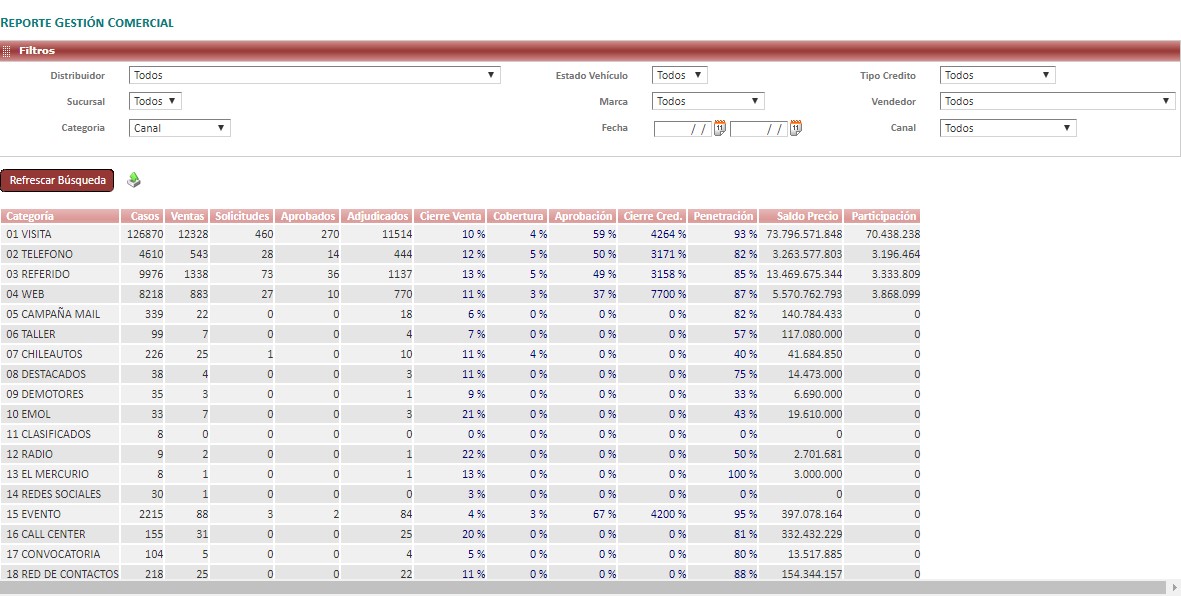 REPORTE GESTIÓN COMERCIAL
Filtros
Distribuidor Todos Estado Vehículo Todos Tipo Credito Todos
Sucursal Todos Marca Todos Vendedor Todos
Categoria Canal Fecha / / 11 / / 11 Canal Todos
Refrescar Búsqueda
Categoría Casos Ventas Solicitudes Aprobados Adjudicados Cierre Venta Cobertura Aprobación Cierre Cred. Penetración Saldo Precio Participación
01 VISITA 126870 12328 460 270 11514 10 % 4 % 59 % 4264 % 93 % 73.796.571.848 70.438.238
02 TELEFONO 4610 543 28 14 444 12 % 5 % 50 % 3171 % 82 % 3.263.577.803 3.196.464
03 REFERIDO 9976 1338 73 36 1137 13 % 5 % 49 % 3158 % 85 % 13.469.675.344 3.333.809
04 WEB 8218 883 27 10 770 11 % 3 % 37 % 7700 % 87 % 5.570.762.793 3.868.099
05 CAMPAÑA MAIL 339 22 0 0 18 6 % 0 % 0 % 0 % 82 % 140.784.433 0
06 TALLER 99 7 0 0 4 7 % 0 % 0 % 0 % 57 % 117.080.000 0
07 CHILEAUTOS 226 25 1 0 10 11 % 4 % 0 % 0 % 40 % 41.684.850 0
08 DESTACADOS 38 4 0 0 3 11 % 0 % 0 % 0 % 75 % 14.473.000 0
09 DEMOTORES 35 3 0 0 1 9 % 0 % 0 % 0 % 33 % 6.690.000 0
10 EMOL 33 7 0 0 3 21 % 0 % 0 % 0 % 43 % 19.610.000 0
11 CLASIFICADOS 8 0 0 0 0 0 % 0 % 0 % 0 % 0 % 0 0
12 RADIO 9 2 0 0 1 22 % 0 % 0 % 0 % 50 % 2.701.681 0
13 EL MERCURIO 8 1 0 0 1 13 % 0 % 0 % 0 % 100 % 3.000.000 0
14 REDES SOCIALES 30 1 0 0 0 3 % 0 % 0 % 0 % 0 % 0 0
15 EVENTO 2215 88 3 2 84 4 % 3 % 67 % 4200 % 95 % 397.078.164 0
16 CALL CENTER 155 31 0 0 25 20 % 0 % 0 % 0 % 81 % 332.432.229 0
17 CONVOCATORIA 104 5 0 0 4 5 % 0 % 0 % 0 % 80 % 13.517.885 0
18 RED DE CONTACTOS 218 25 0 0 22 11 % 0 % 0 % 0 % 88 % 154.344.157 0